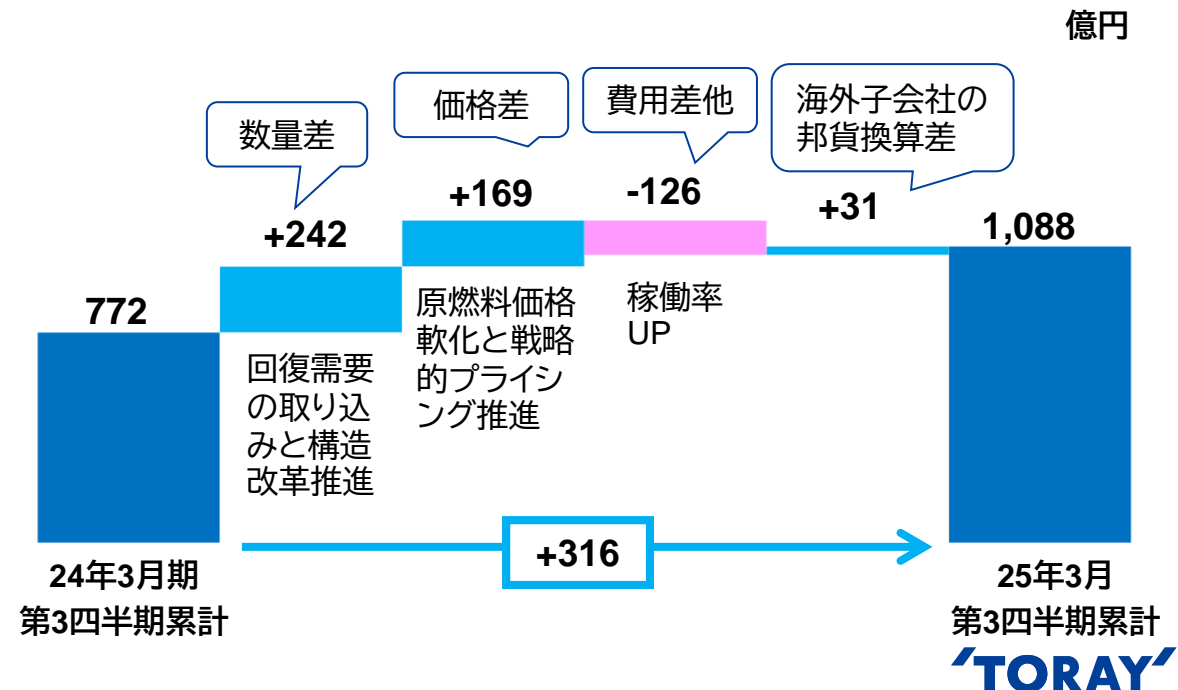 億円
数量差
価格差
費用差他
海外子会社の
邦貨換算差
772
+242
+169
-126
+31
1,088
回復需要
の取り込
みと構造
改革推進
原燃料価格
軟化と戦略
的プライシ
ング推進
稼働率
UP
+316
24年3月期
第3四半期累計
25年3月
第3四半期累計
'TORAY'